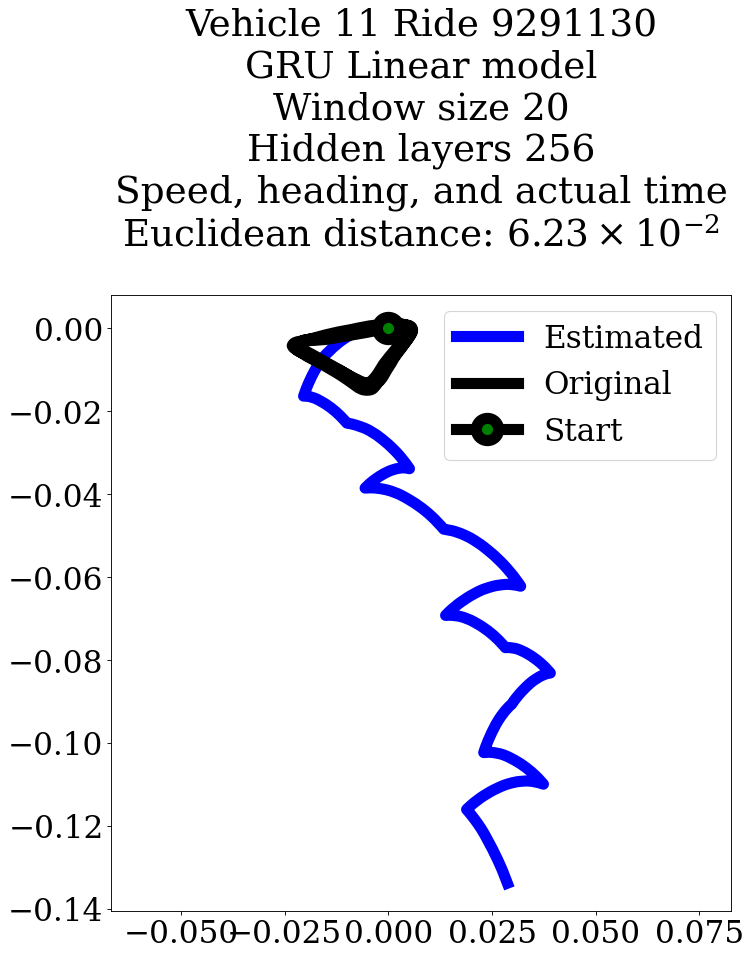 Vehicle 11 Ride 9291130
GRU Linear model
Window size 20
Hidden layers 256
Speed, heading, and actual time
Euclidean distance: 6.23 × 10⁻²
Estimated
Original
Start
0.00
−0.02
−0.04
−0.06
−0.08
−0.10
−0.12
−0.14
−0.050 −0.025 0.000 0.025 0.050 0.075